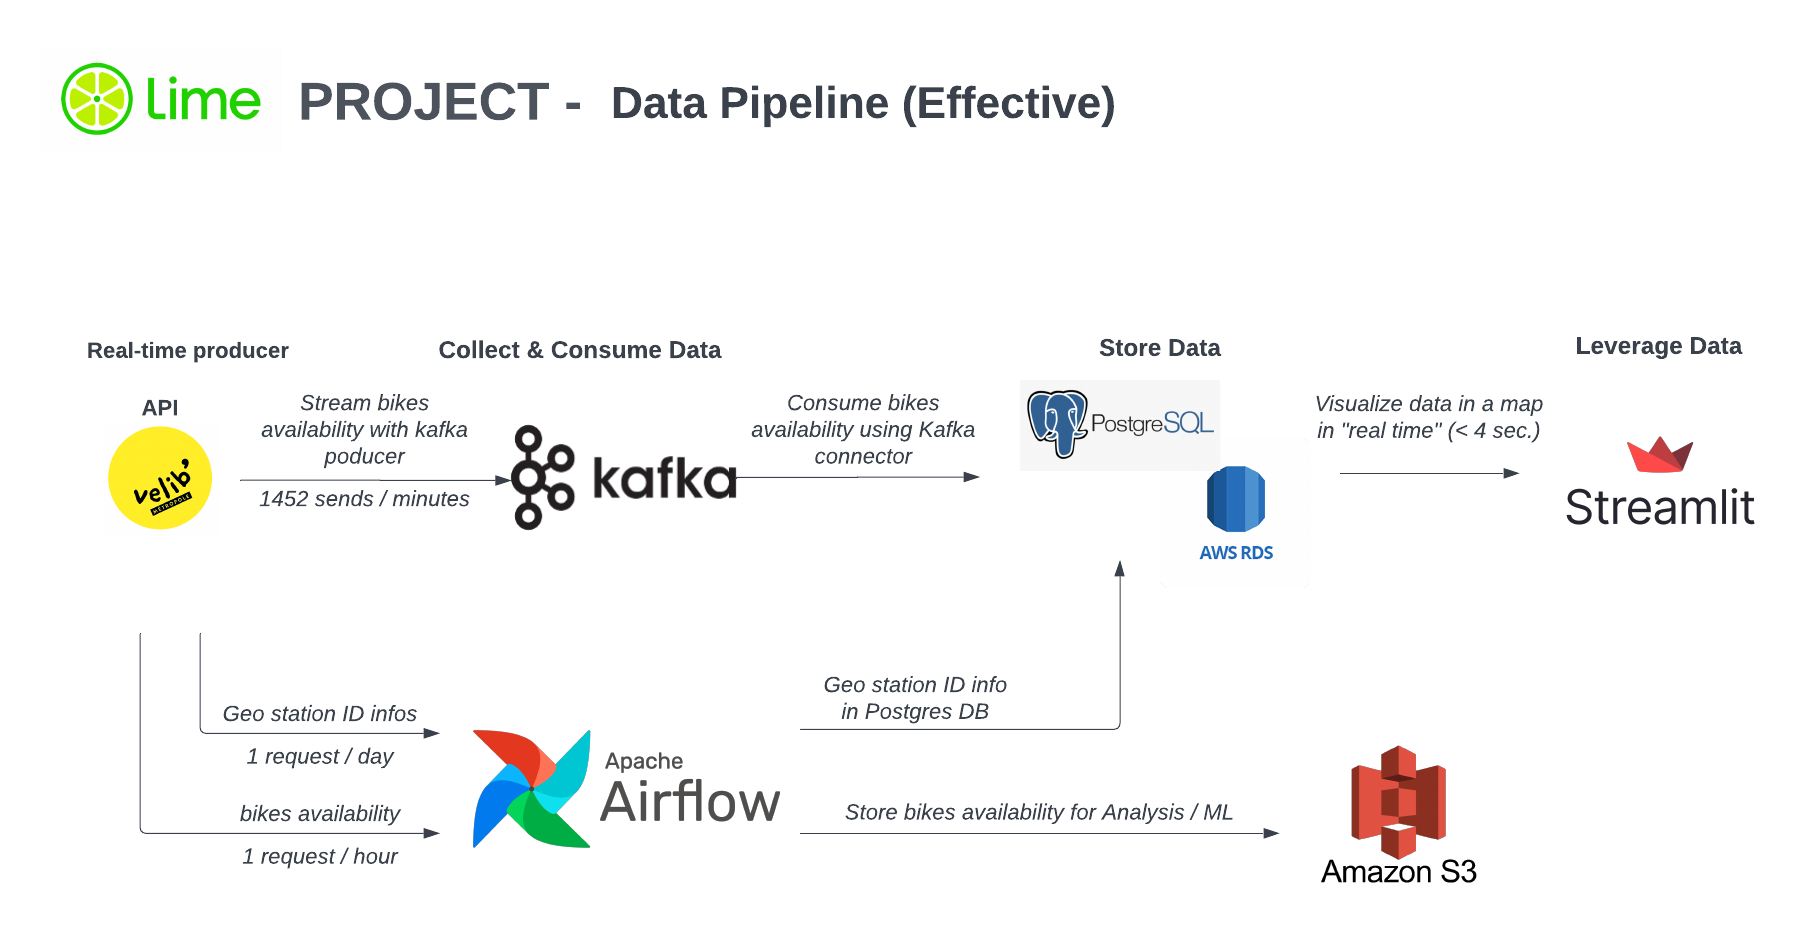 Lime PROJECT - Data Pipeline (Effective)
Real-time producer
Collect & Consume Data
Store Data
Leverage Data
API
velib'
METROPOLE
Stream bikes
availability with kafka
poducer
1452 sends / minutes
kafka
Consume bikes
availability using Kafka
connector
PostgreSQL
AWS RDS
Visualize data in a map
in "real time" (< 4 sec.)
Streamlit
Geo station ID infos
1 request / day
bikes availability
1 request / hour
Apache
Airflow
Geo station ID info
in Postgres DB
Store bikes availability for Analysis / ML
Amazon S3